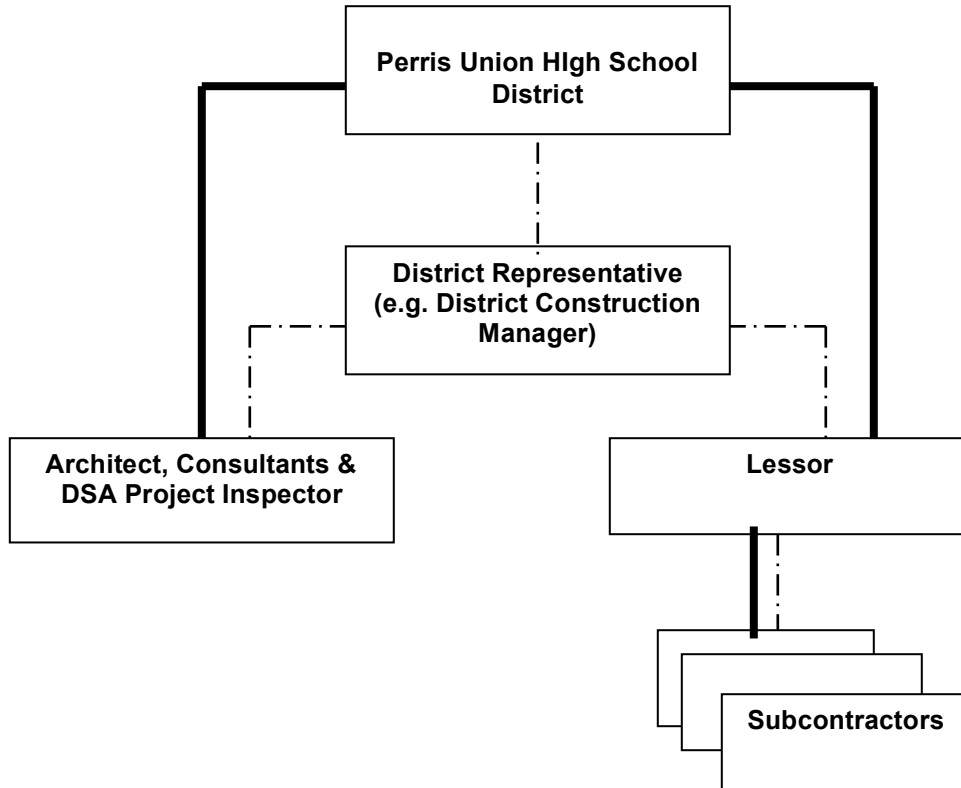 Perris Union HIgh School
District
District Representative
(e.g. District Construction
Manager)
Architect, Consultants &
DSA Project Inspector
Lessor
Subcontractors